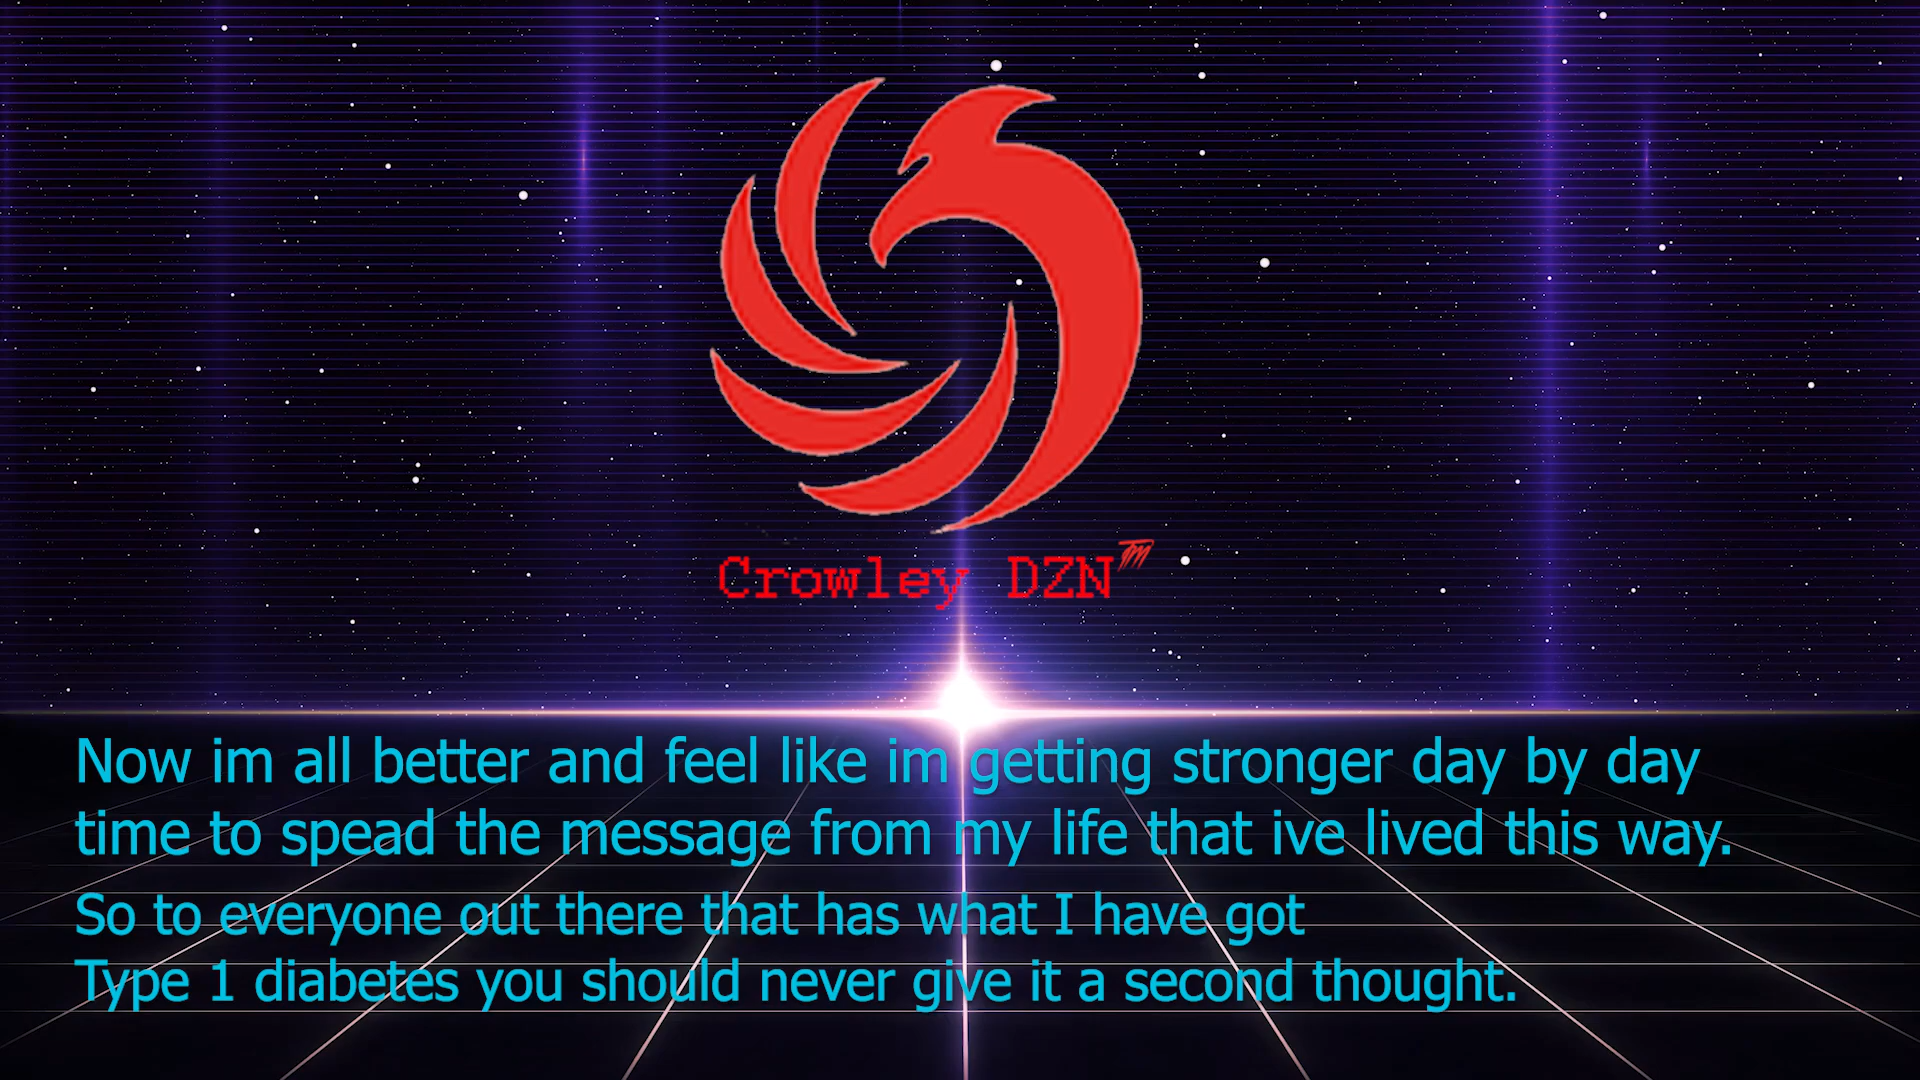 Crowley DZN™
Now im all better and feel like im getting stronger day by day
time to spead the message from my life that ive lived this way.
So to everyone out there that has what I have got
Type 1 diabetes you should never give it a second thought.